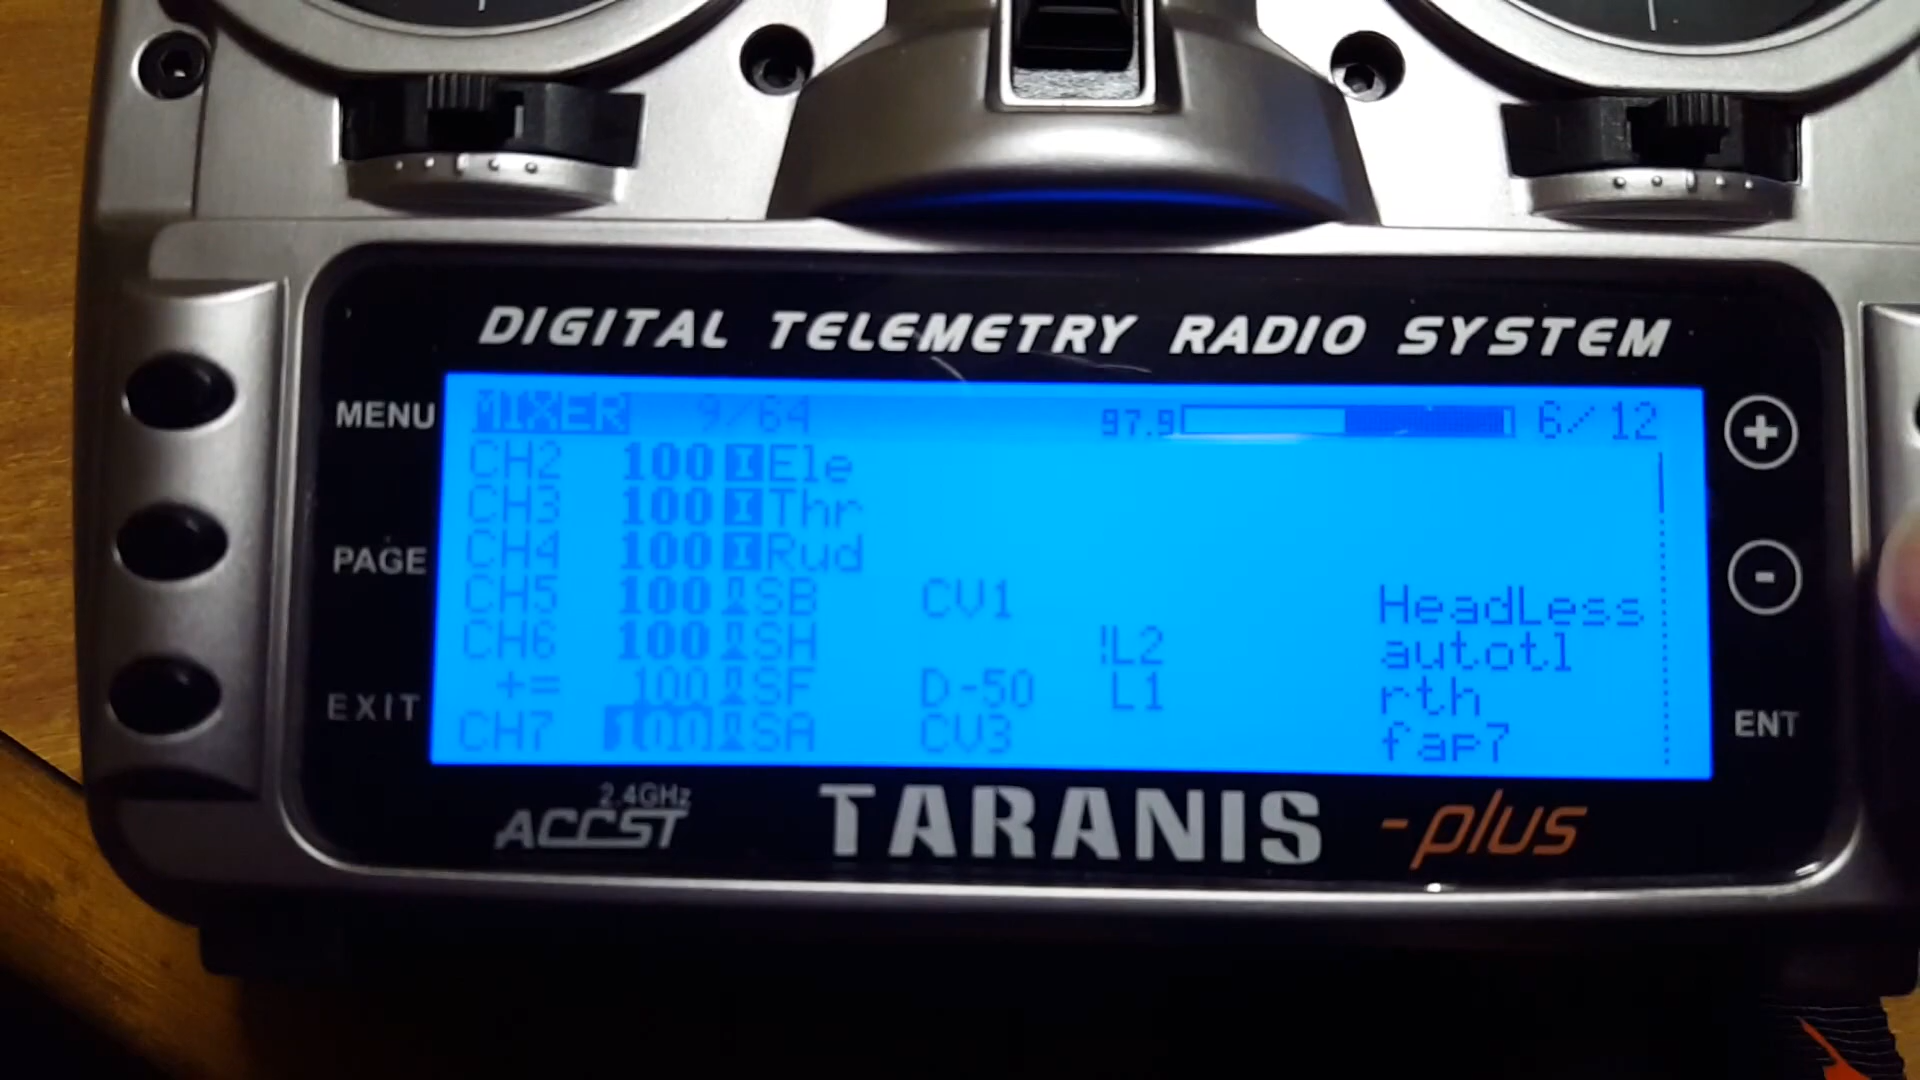 DIGITAL TELEMETRY RADIO SYSTEM
MENU
PAGE
EXIT
MIXER 9/64 97.9 6/12
CH2 100 I Ele
CH3 100 I Thr
CH4 100 I Rud
CH5 100 SB CV1 HeadLess
CH6 100 SH !L2 autotl
+= 100 SF D-50 L1 rth
CH7 SA CV3 fap7
+
-
ENT
2.4GHz
ACCST
TARANIS -plus